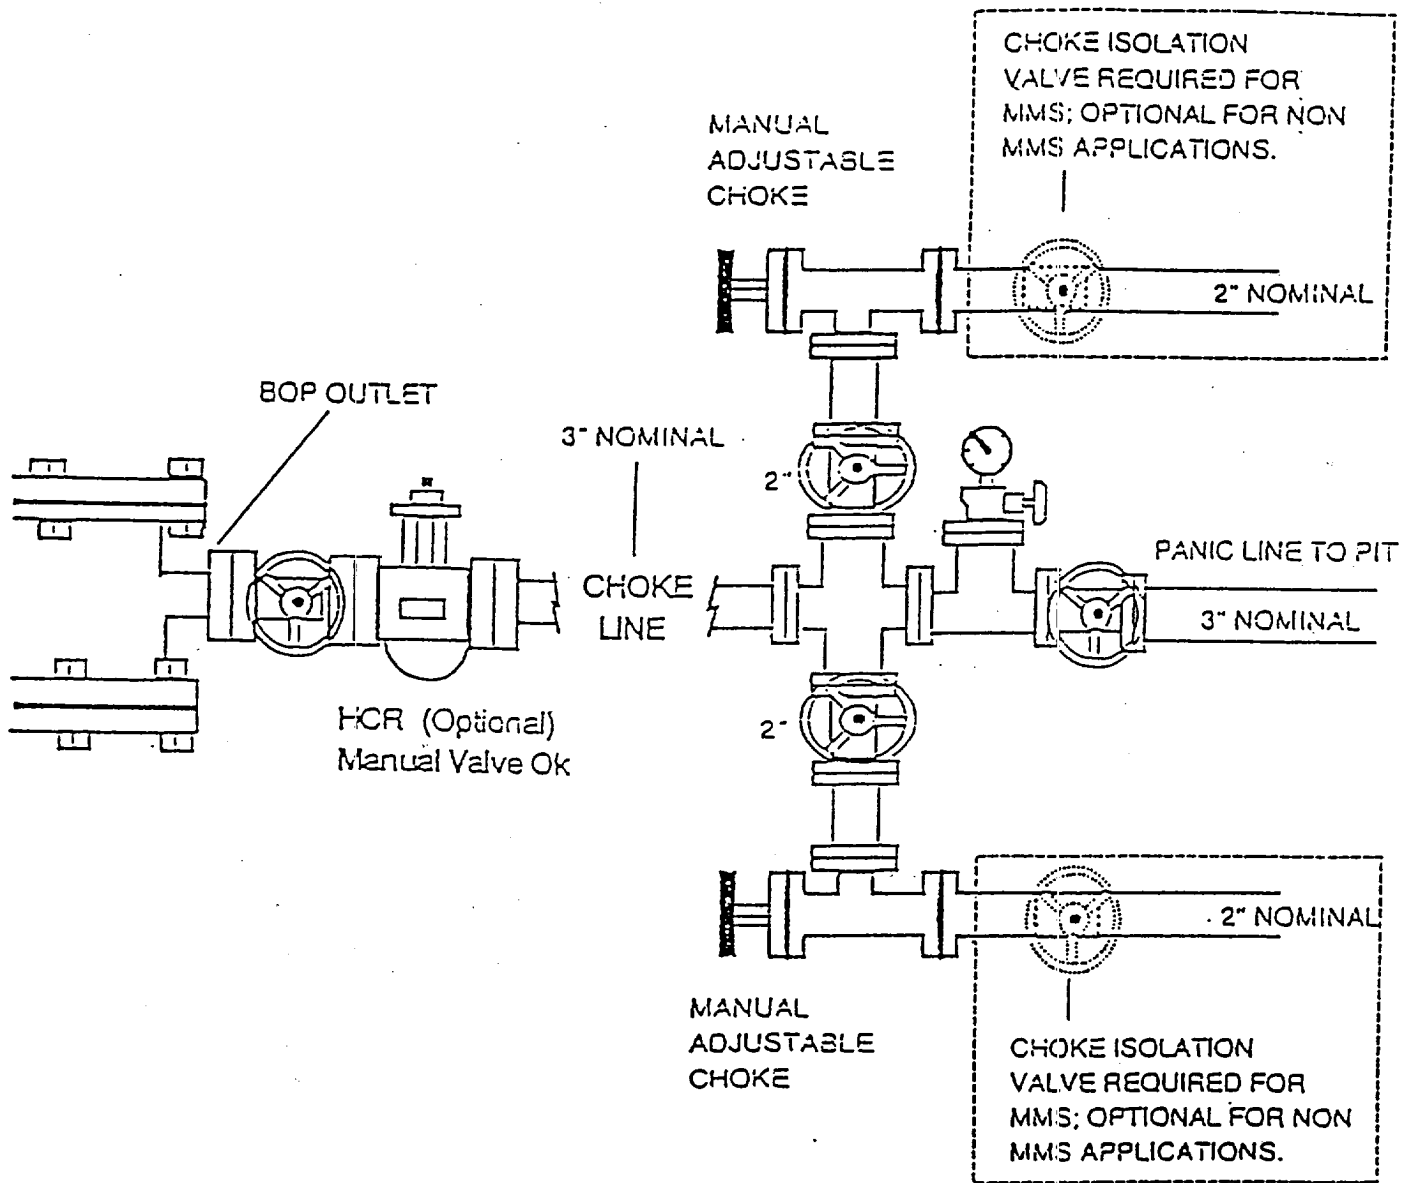 CHOKE ISOLATION
VALVE REQUIRED FOR
MMS; OPTIONAL FOR NON
MMS APPLICATIONS.
MANUAL
ADJUSTABLE
CHOKE
2" NOMINAL
BOP OUTLET
3" NOMINAL
2"
PANIC LINE TO PIT
CHOKE
LINE
3" NOMINAL
HCR (Optional)
Manual Valve Ok
2"
2" NOMINAL
MANUAL
ADJUSTABLE
CHOKE
CHOKE ISOLATION
VALVE REQUIRED FOR
MMS; OPTIONAL FOR NON
MMS APPLICATIONS.